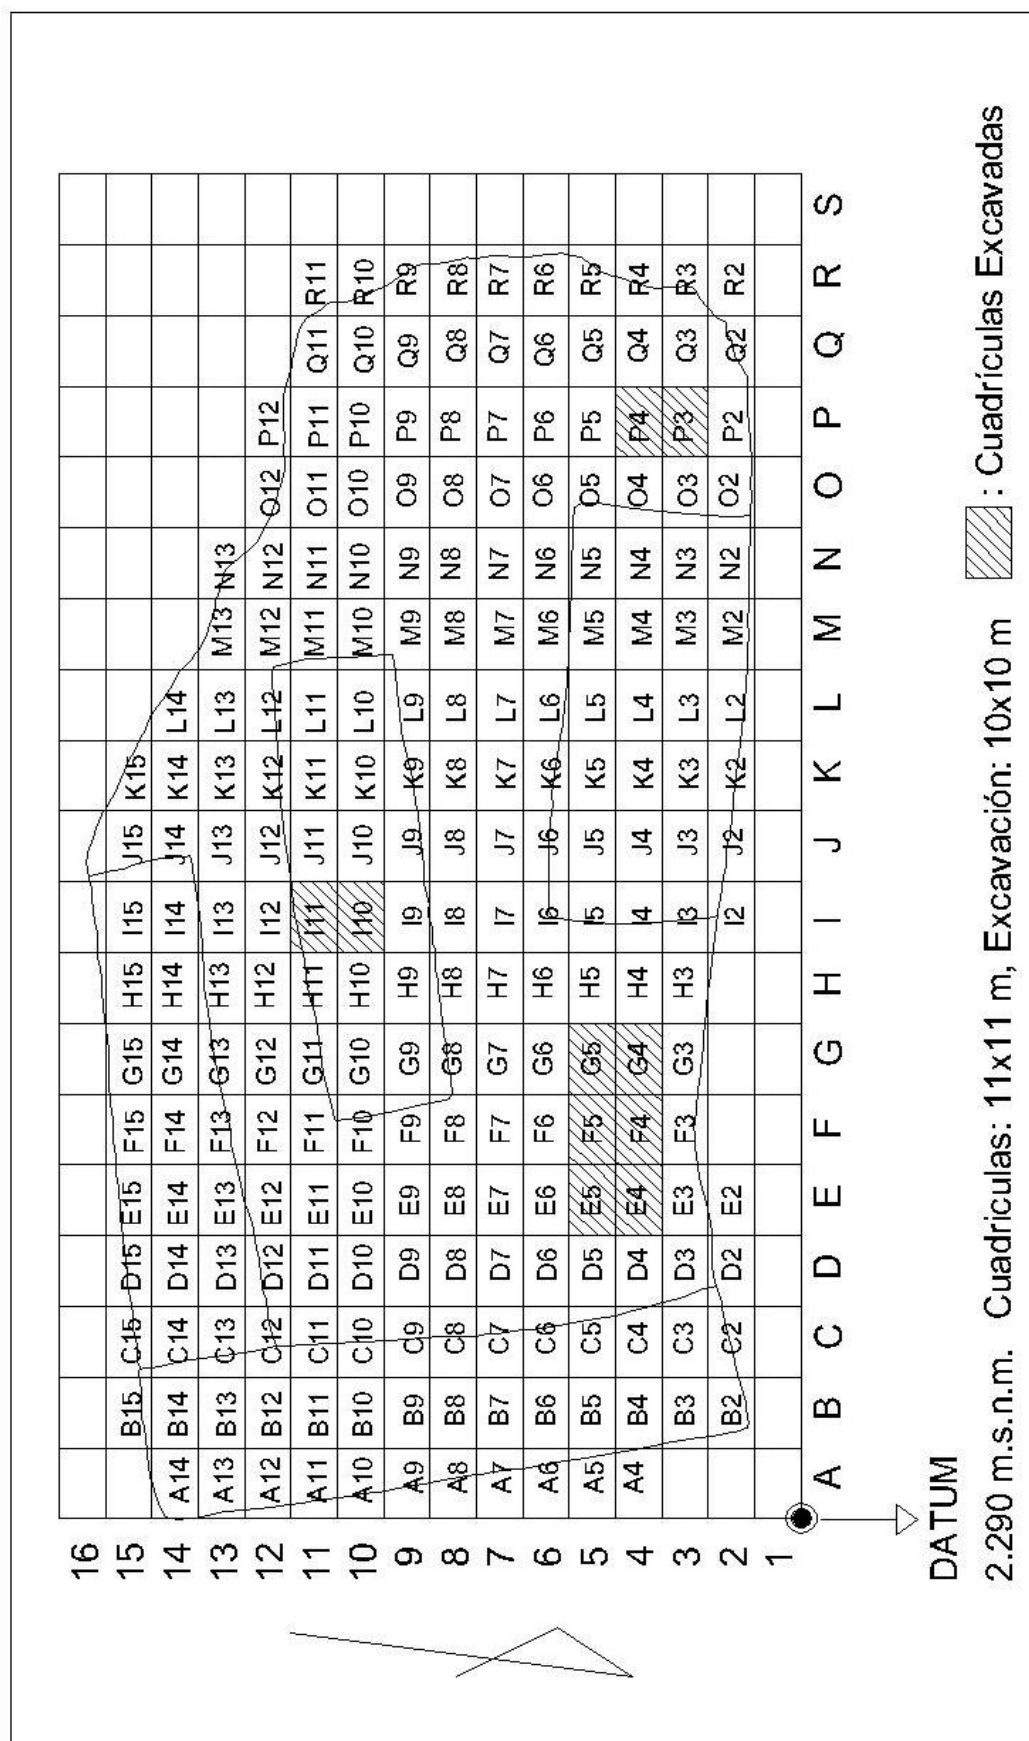 16
15 B15 C15 D15 E15 F15 G15 H15 I15 J15 K15
14 A14 B14 C14 D14 E14 F14 G14 H14 I14 J14 K14 L14
13 A13 B13 C13 D13 E13 F13 G13 H13 I13 J13 K13 L13 M13 N13
12 A12 B12 C12 D12 E12 F12 G12 H12 I12 J12 K12 L12 M12 N12 O12 P12
11 A11 B11 C11 D11 E11 F11 G11 H11 I11 J11 K11 L11 M11 N11 O11 P11 Q11 R11
10 A10 B10 C10 D10 E10 F10 G10 H10 I10 J10 K10 L10 M10 N10 O10 P10 Q10 R10
9 A9 B9 C9 D9 E9 F9 G9 H9 I9 J9 K9 L9 M9 N9 O9 P9 Q9 R9
8 A8 B8 C8 D8 E8 F8 G8 H8 I8 J8 K8 L8 M8 N8 O8 P8 Q8 R8
7 A7 B7 C7 D7 E7 F7 G7 H7 I7 J7 K7 L7 M7 N7 O7 P7 Q7 R7
6 A6 B6 C6 D6 E6 F6 G6 H6 I6 J6 K6 L6 M6 N6 O6 P6 Q6 R6
5 A5 B5 C5 D5 E5 F5 G5 H5 I5 J5 K5 L5 M5 N5 O5 P5 Q5 R5
4 A4 B4 C4 D4 E4 F4 G4 H4 I4 J4 K4 L4 M4 N4 O4 P4 Q4 R4
3 B3 C3 D3 E3 F3 G3 H3 I3 J3 K3 L3 M3 N3 O3 P3 Q3 R3
2 B2 C2 D2 E2 I2 J2 K2 L2 M2 N2 O2 P2 Q2 R2
1
A B C D E F G H I J K L M N O P Q R S
DATUM
2.290 m.s.n.m. Cuadriculas: 11x11 m, Excavación: 10x10 m : Cuadrículas Excavadas